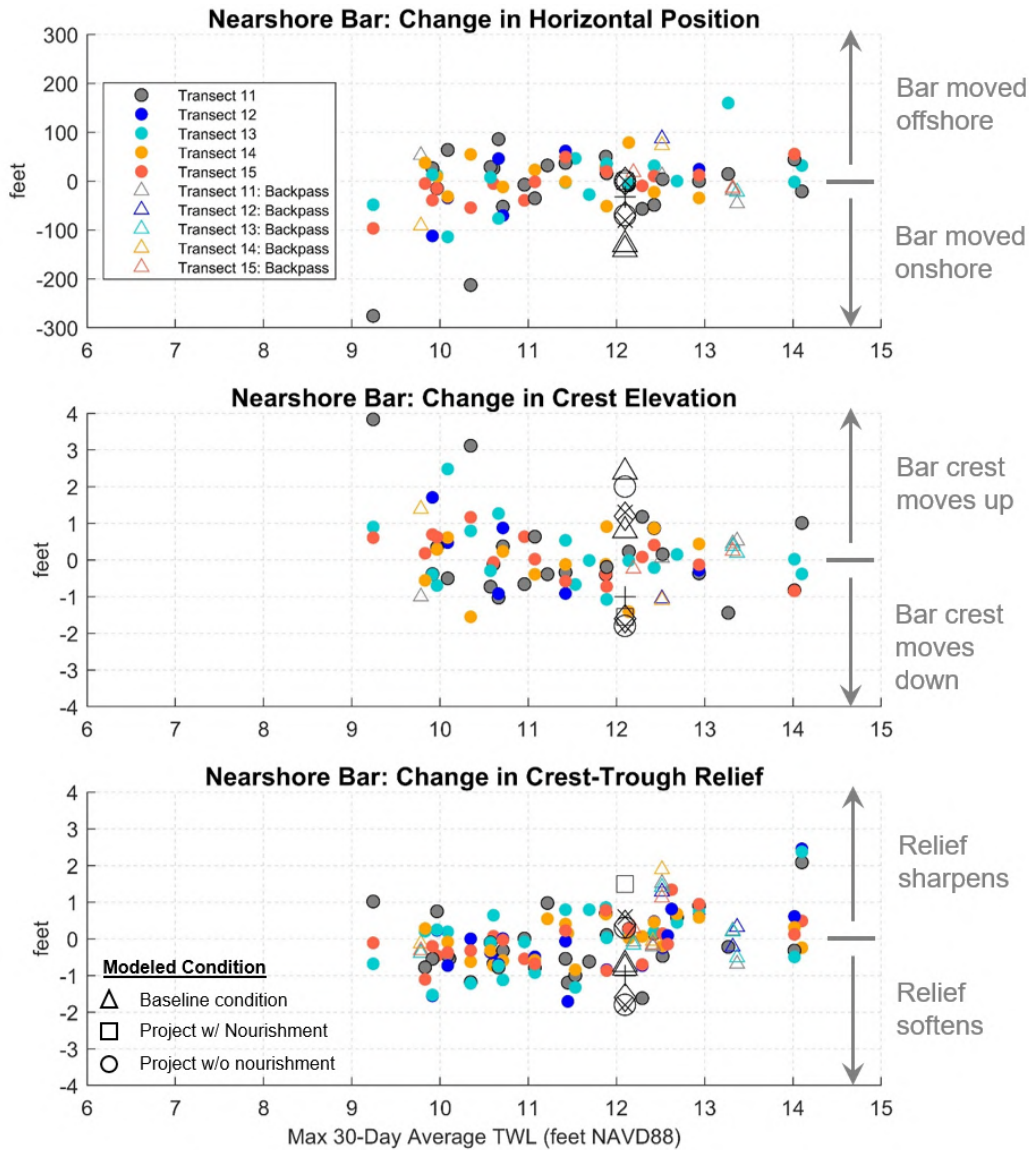 Nearshore Bar: Change in Horizontal Position
300
200
100
0
-100
-200
-300
feet
Transect 11
Transect 12
Transect 13
Transect 14
Transect 15
Transect 11: Backpass
Transect 12: Backpass
Transect 13: Backpass
Transect 14: Backpass
Transect 15: Backpass
6 7 8 9 10 11 12 13 14 15
Bar moved
offshore
Bar moved
onshore
Nearshore Bar: Change in Crest Elevation
4
3
2
1
0
-1
-2
-3
-4
feet
6 7 8 9 10 11 12 13 14 15
Bar crest
moves up
Bar crest
moves
down
Nearshore Bar: Change in Crest-Trough Relief
4
3
2
1
0
-1
-2
-3
-4
feet
Modeled Condition
Baseline condition
Project w/ Nourishment
Project w/o nourishment
6 7 8 9 10 11 12 13 14 15
Max 30-Day Average TWL (feet NAVD88)
Relief
sharpens
Relief
softens